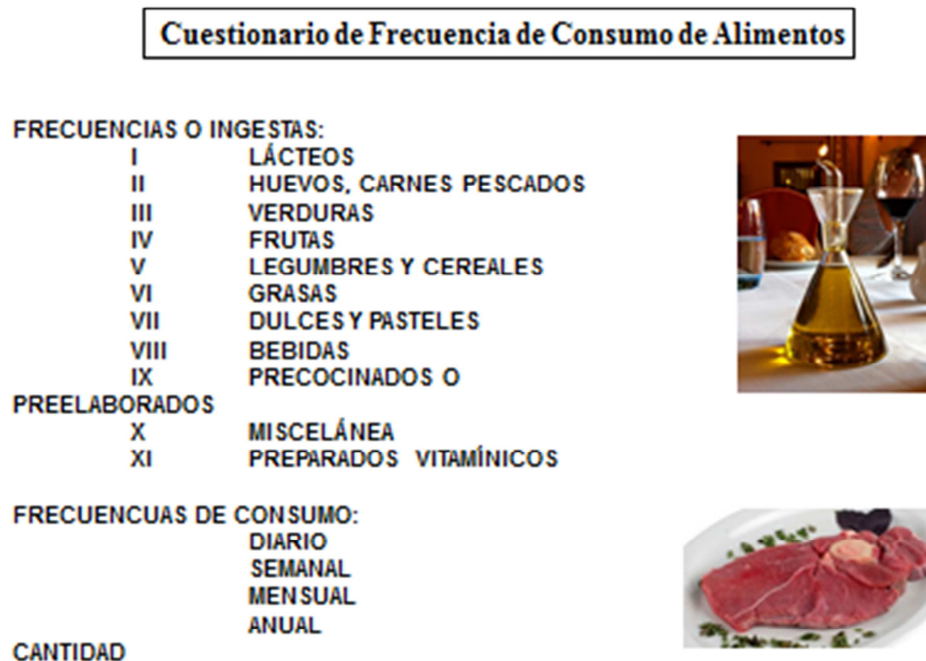 Cuestionario de Frecuencia de Consumo de Alimentos
FRECUENCIAS O INGESTAS:
I LÁCTEOS
II HUEVOS, CARNES PESCADOS
III VERDURAS
IV FRUTAS
V LEGUMBRES Y CEREALES
VI GRASAS
VII DULCES Y PASTELES
VIII BEBIDAS
IX PRECOCINADOS O
PREELABORADOS
X MISCELÁNEA
XI PREPARADOS VITAMÍNICOS
FRECUENCUAS DE CONSUMO:
DIARIO
SEMANAL
MENSUAL
ANUAL
CANTIDAD